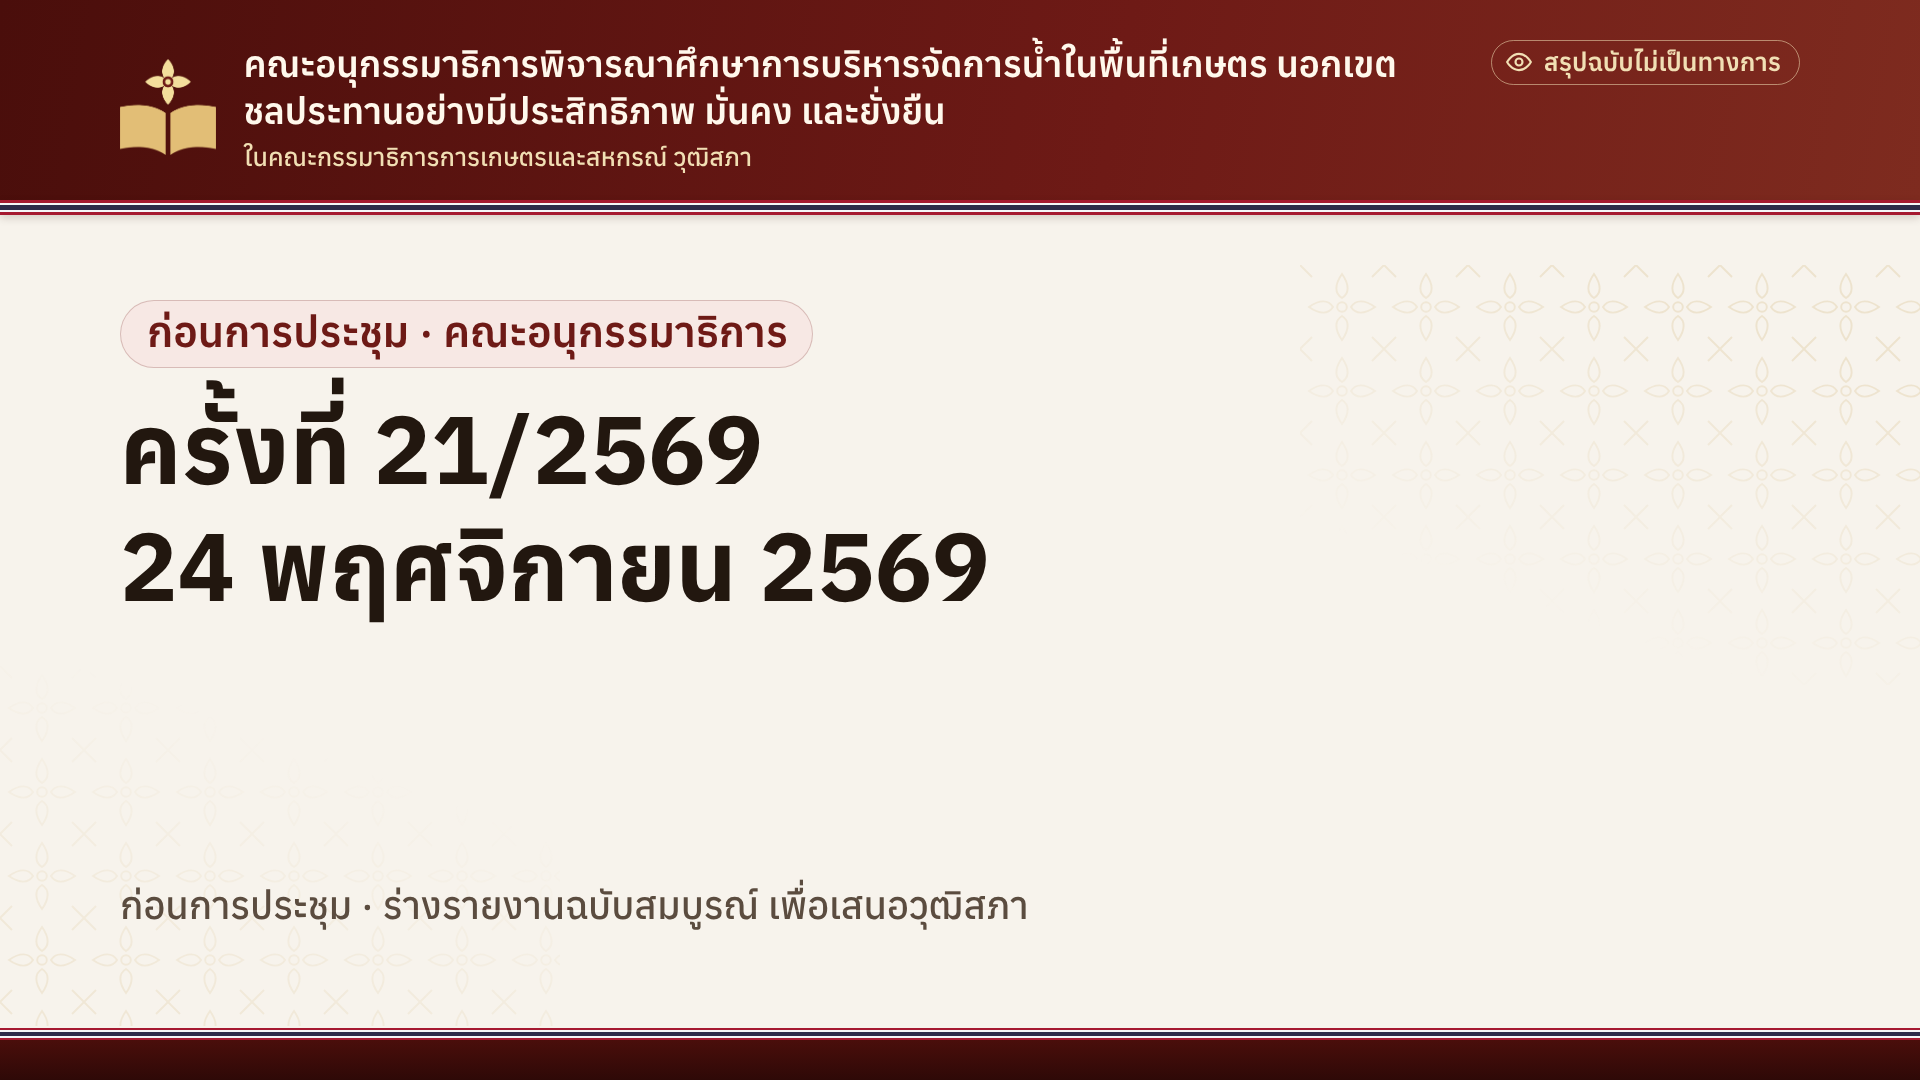 คณะอนุกรรมาธิการพิจารณาศึกษาการบริหารจัดการน้ำในพื้นที่เกษตร นอกเขต
ชลประทานอย่างมีประสิทธิภาพ มั่นคง และยั่งยืน
ในคณะกรรมาธิการการเกษตรและสหกรณ์ วุฒิสภา
สรุปฉบับไม่เป็นทางการ
ก่อนการประชุม · คณะอนุกรรมาธิการ
ครั้งที่ 21/2569
24 พฤศจิกายน 2569
ก่อนการประชุม · ร่างรายงานฉบับสมบูรณ์ เพื่อเสนอวุฒิสภา